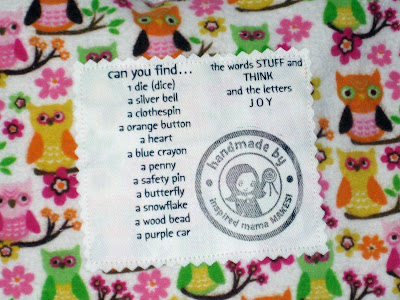 can you find...
1 die (dice)
a silver bell
a clothespin
a orange button
a heart
a blue crayon
a penny
a safety pin
a butterfly
a snowflake
a wood bead
a purple car
the words STUFF and
THINK
and the letters
J O Y
handmade by
inspired mama MAKES!